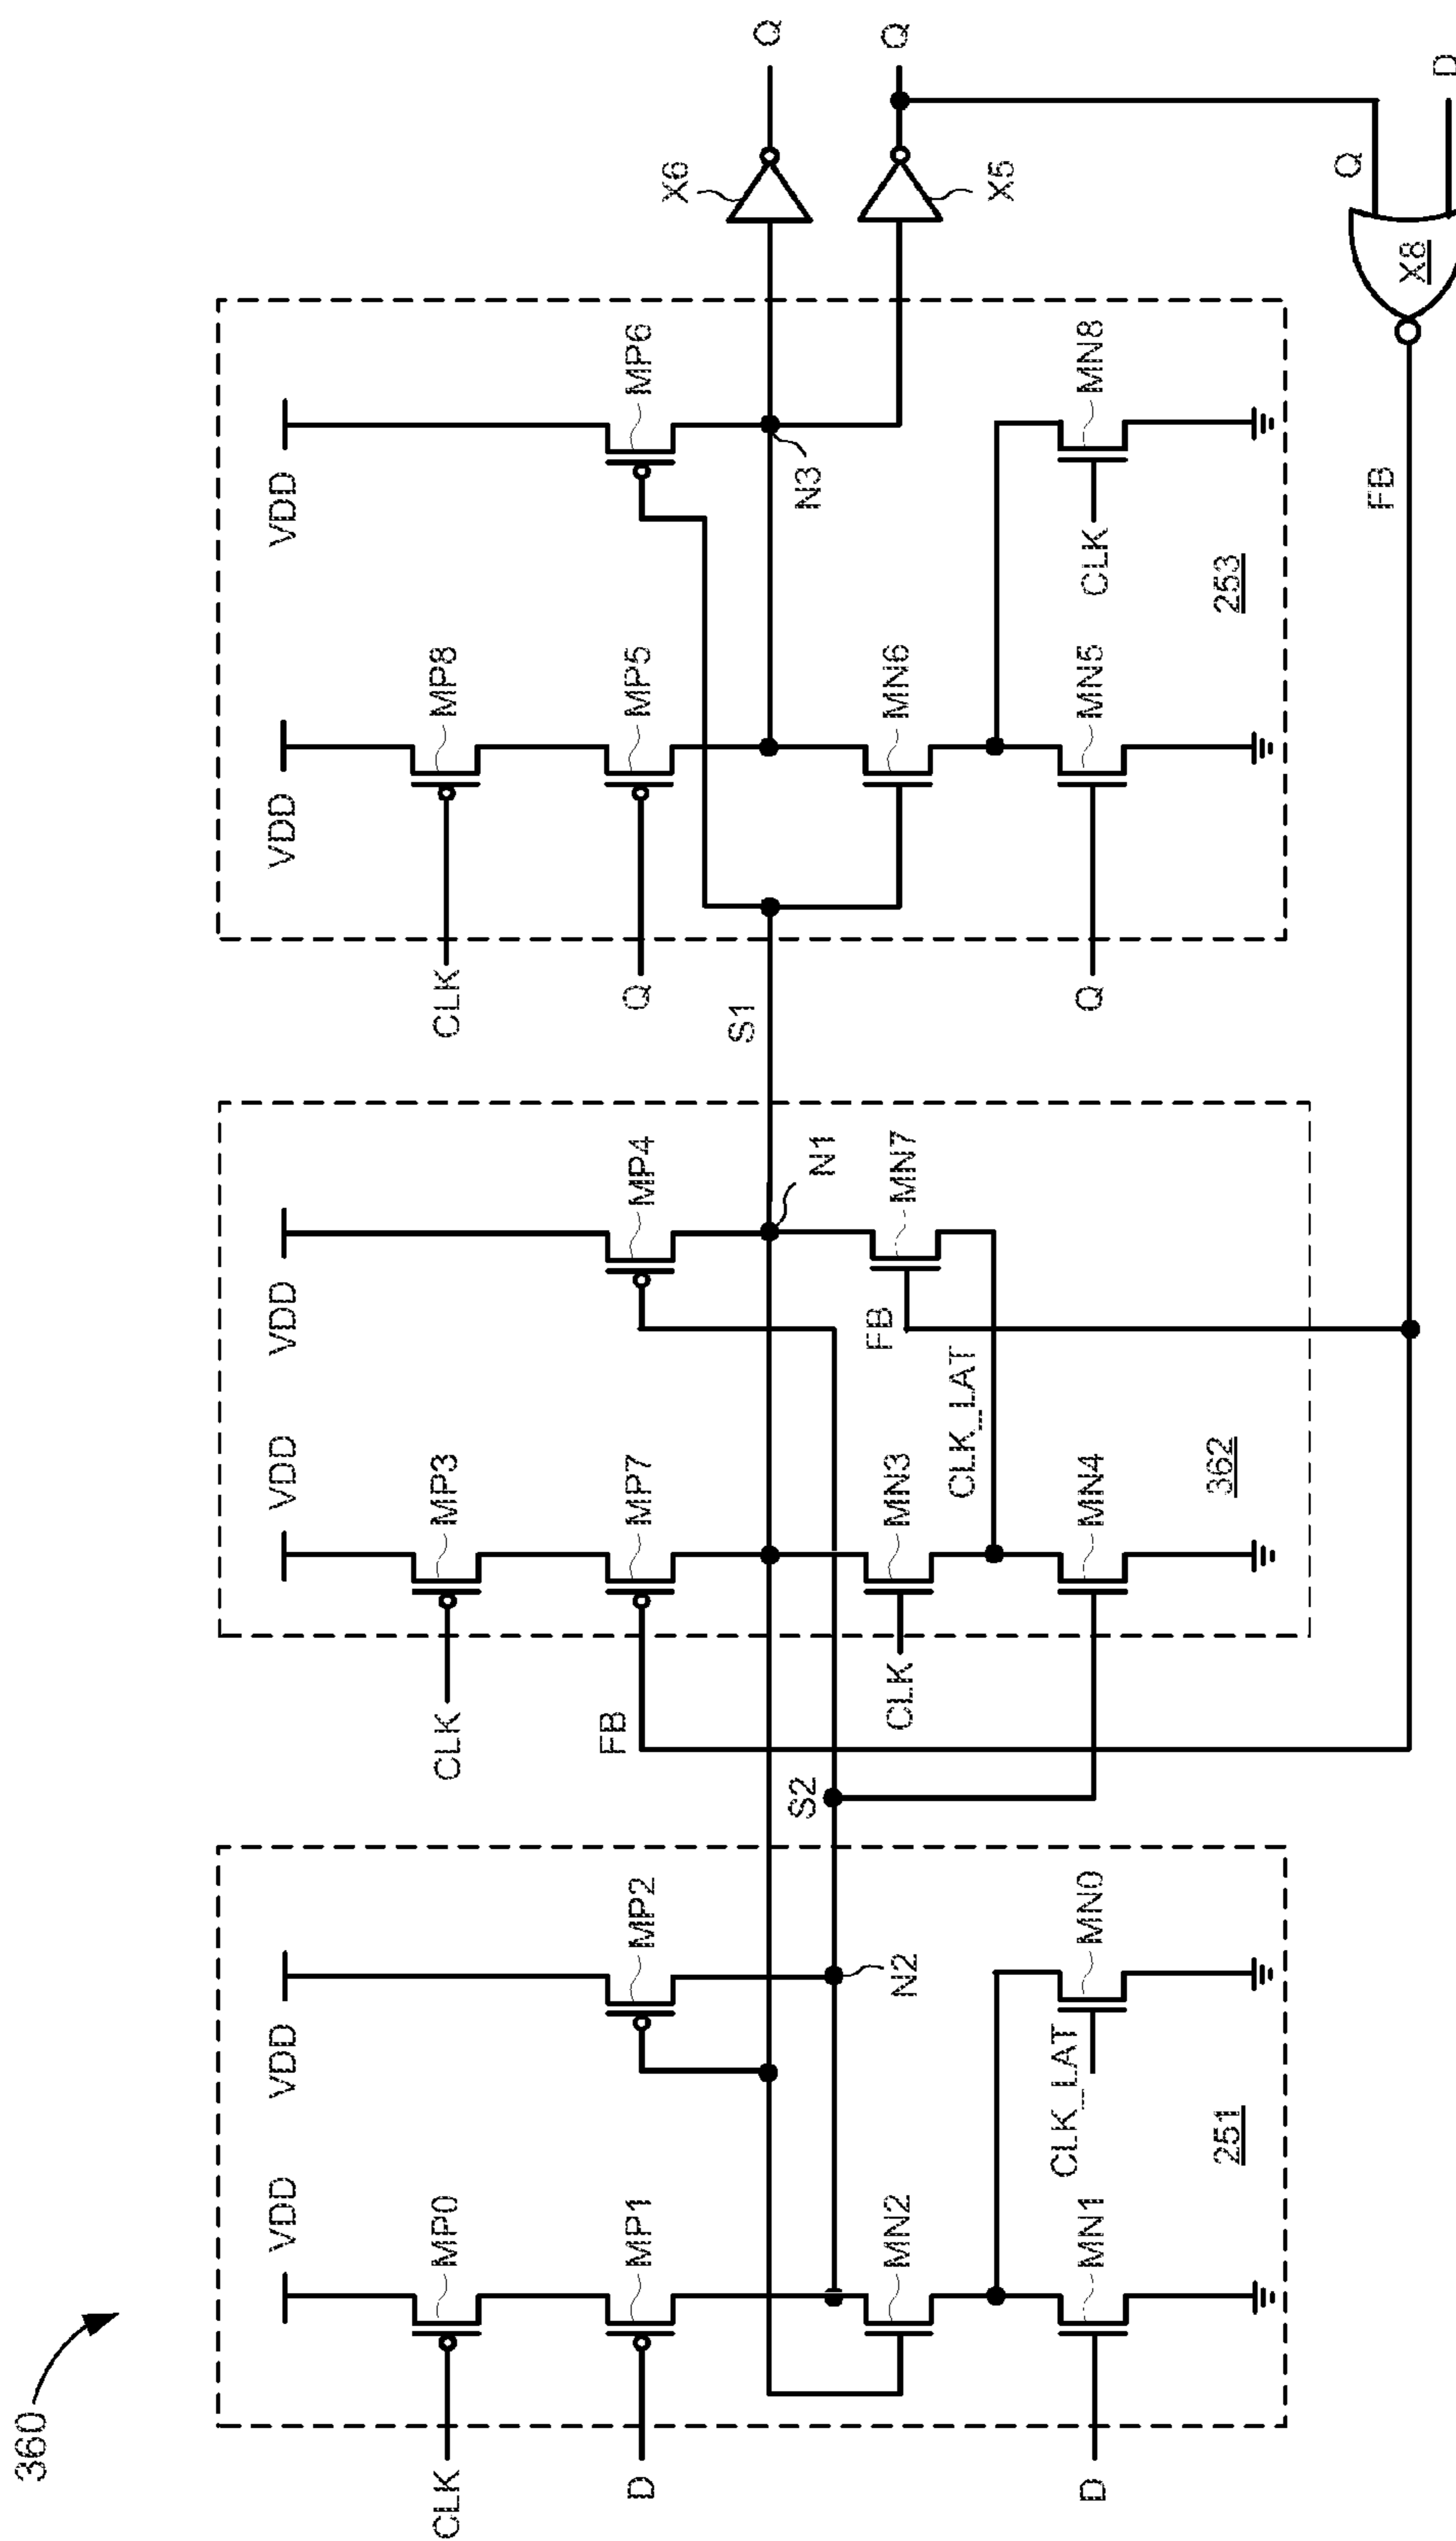 360
VDD
VDD
MP0
MP2
CLK
MP1
D
N2
MN2
MN1
MN0
CLK_LAT
D
251
S2
VDD
VDD
MP3
MP4
CLK
MP7
FB
N1
MN3
MN7
CLK
FB
CLK_LAT
MN4
362
S1
VDD
VDD
MP8
MP6
CLK
MP5
Q
N3
MN6
MN5
MN8
CLK
Q
253
X6
Q
X5
Q
Q
D
X8
FB